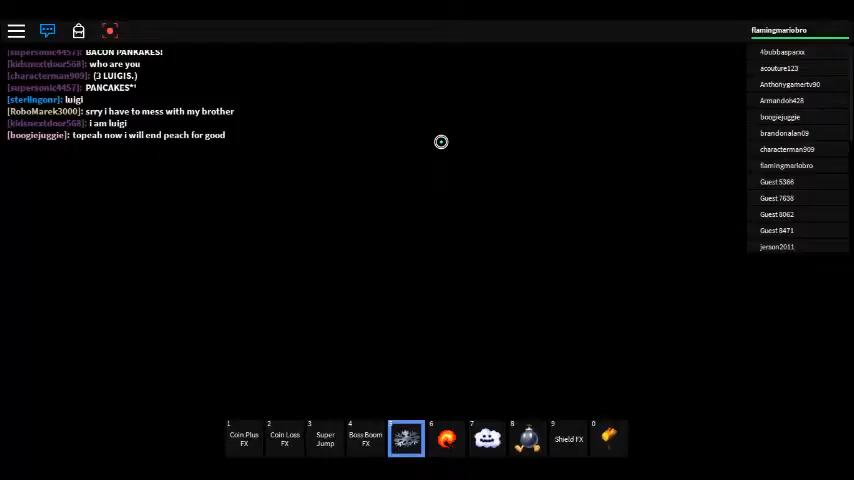 flamingmariobro
[supersonic4457]: BACON PANKAKES!
[kidsnextdoor568]: who are you
[characterman909]: (3 LUIGIS.)
[supersonic4457]: PANCAKES*'
[sterlingonr]: luigi
[RoboMarek3000]: srry i have to mess with my brother
[kidsnextdoor568]: i am luigi
[boogiejuggie]: topeah now i will end peach for good
4bubbasparxx
acouture123
Anthonygamertv90
Armandoh428
boogiejuggie
brandonalan09
characterman909
flamingmariobro
Guest 5366
Guest 7638
Guest 8062
Guest 8471
jerson2011
1 Coin Plus FX
2 Coin Loss FX
3 Super Jump
4 Boss Boom FX
5
6
7
8
9 Shield FX
0